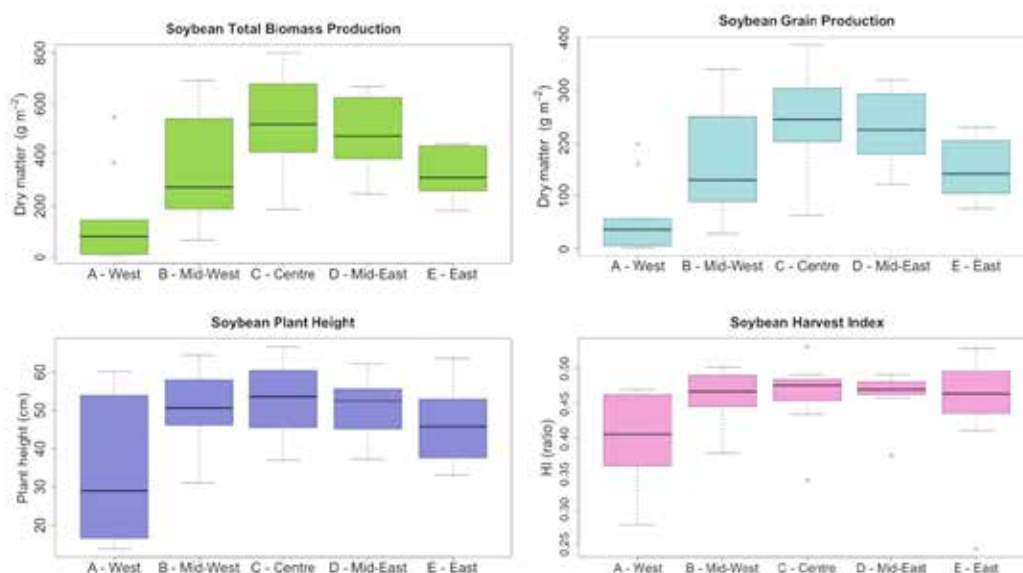 Soybean Total Biomass Production
Dry matter (g m⁻²)
800
600
400
200
0
A - West B - Mid-West C - Centre D - Mid-East E - East
Soybean Grain Production
Dry matter (g m⁻²)
400
300
200
100
0
A - West B - Mid-West C - Centre D - Mid-East E - East
Soybean Plant Height
Plant height (cm)
60
50
40
30
20
A - West B - Mid-West C - Centre D - Mid-East E - East
Soybean Harvest Index
HI (ratio)
0.50
0.45
0.40
0.35
0.30
0.25
A - West B - Mid-West C - Centre D - Mid-East E - East